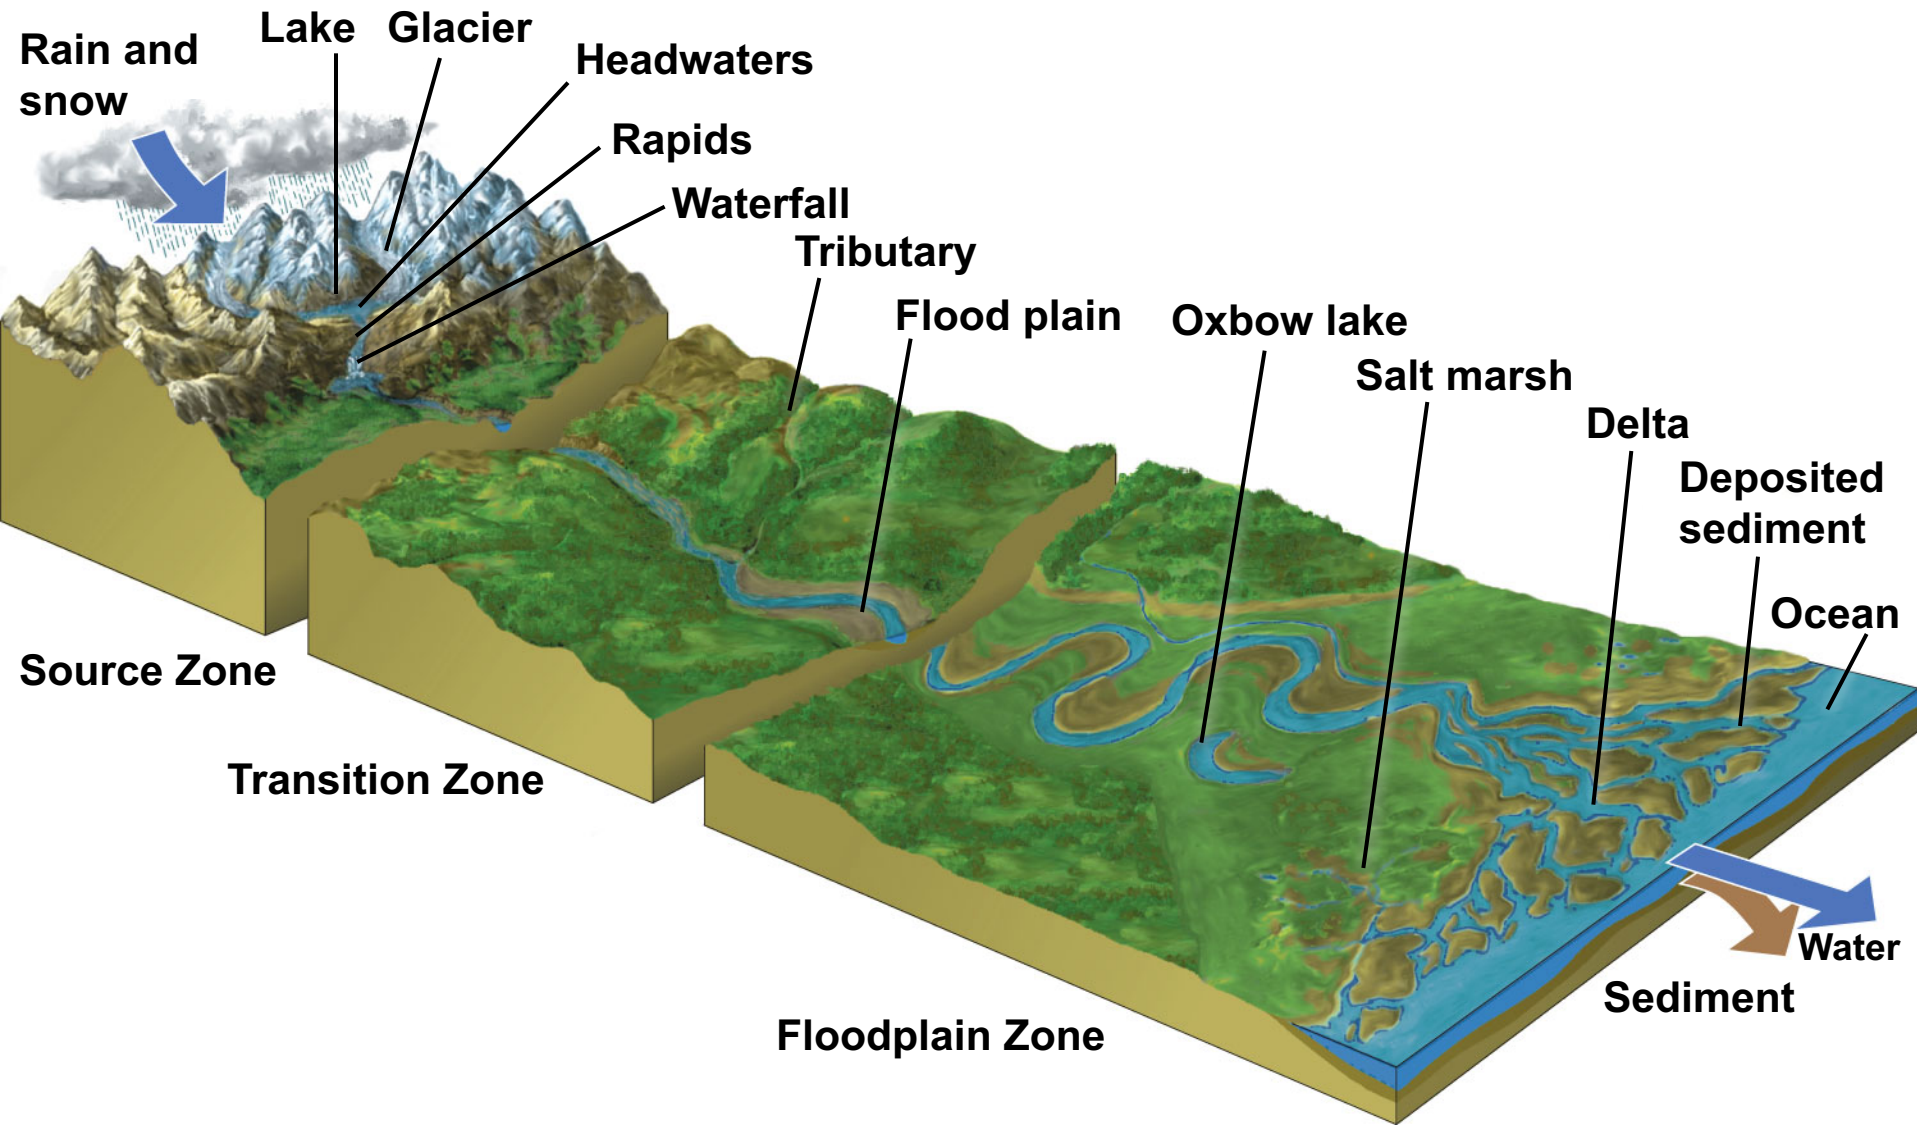 Rain and
snow
Lake
Glacier
Headwaters
Rapids
Waterfall
Tributary
Flood plain
Oxbow lake
Salt marsh
Delta
Deposited
sediment
Ocean
Source Zone
Transition Zone
Floodplain Zone
Water
Sediment